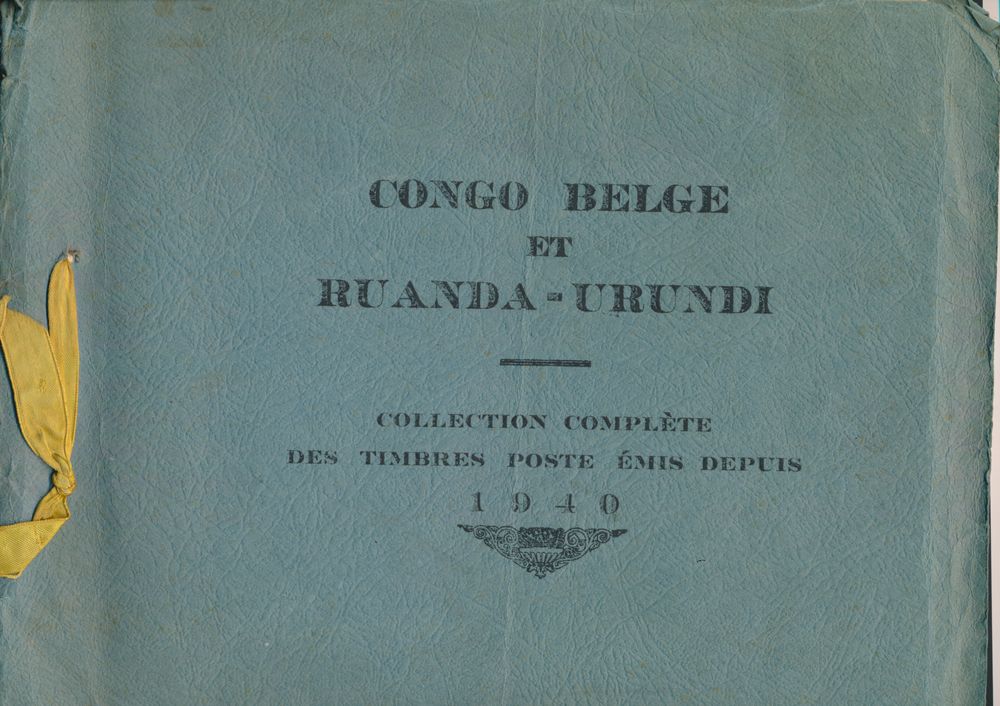 CONGO BELGE
ET
RUANDA-URUNDI
COLLECTION COMPLÈTE
DES TIMBRES POSTE ÉMIS DEPUIS
1940